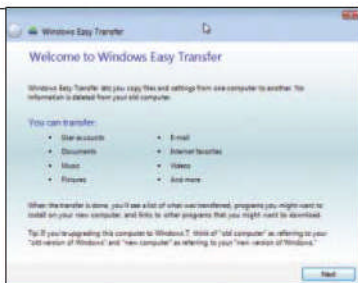 Windows Easy Transfer
Welcome to Windows Easy Transfer
Windows Easy Transfer lets you copy files and settings from one computer to another. No
information is deleted from your old computer.
You can transfer:
• User accounts
• Documents
• Music
• Pictures
• E-mail
• Internet favorites
• Videos
• And more
When the transfer is done, you'll see a list of what was transferred, programs you might want to
install on your new computer, and links to other programs that you might want to download.
Tip: If you're upgrading this computer to Windows 7, think of "old computer" as referring to your
"old version of Windows" and "new computer" as referring to your "new version of Windows."
Next